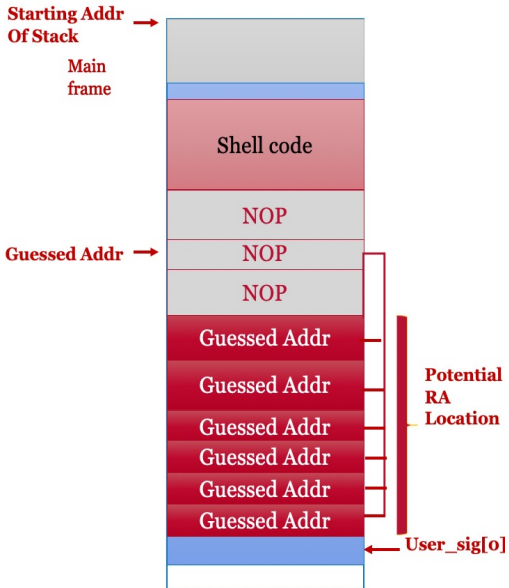 Starting Addr
Of Stack
Main
frame
Shell code
NOP
Guessed Addr
NOP
NOP
Guessed Addr
Guessed Addr
Guessed Addr
Guessed Addr
Guessed Addr
Guessed Addr
Potential
RA
Location
User_sig[0]